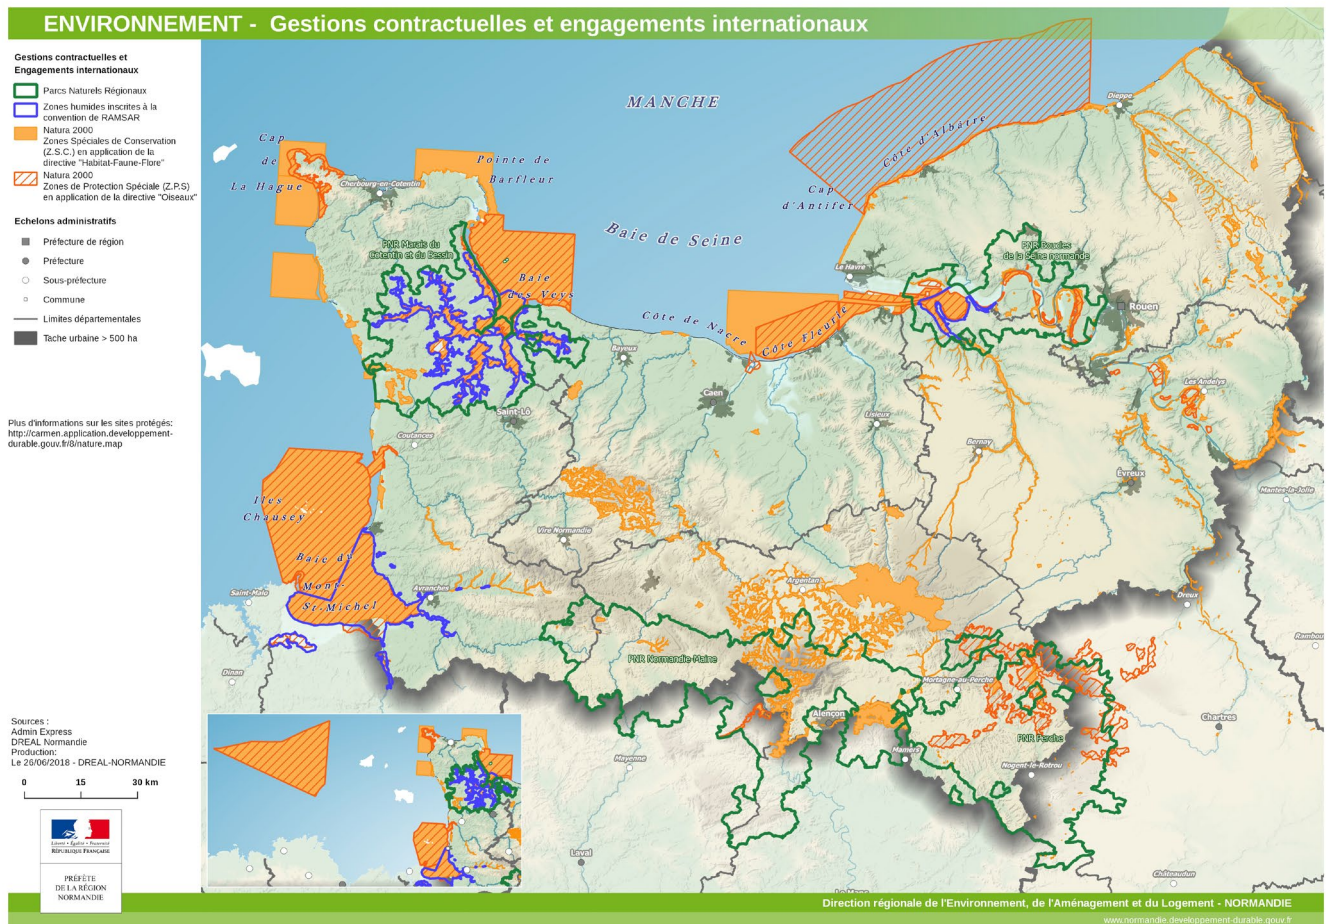 ENVIRONNEMENT - Gestions contractuelles et engagements internationaux
Gestions contractuelles et
Engagements internationaux
Parcs Naturels Régionaux
Zones humides inscrites à la
convention de RAMSAR
Natura 2000
Zones Spéciales de Conservation
(Z.S.C.) en application de la
directive "Habitat-Faune-Flore"
Natura 2000
Zones de Protection Spéciale (Z.P.S)
en application de la directive "Oiseaux"
Echelons administratifs
Préfecture de région
Préfecture
Sous-préfecture
Commune
Limites départementales
Tache urbaine > 500 ha
Plus d'informations sur les sites protégés:
http://carmen.application.developpement-
durable.gouv.fr/8/nature.map
Sources :
Admin Express
DREAL Normandie
Production:
Le 26/06/2018 - DREAL-NORMANDIE
0 15 30 km
Liberté • Égalité • Fraternité
RÉPUBLIQUE FRANÇAISE
PRÉFÈTE
DE LA RÉGION
NORMANDIE
MANCHE
Dieppe
Côte d'Albâtre
Cap
de
La Hague
Cherbourg-en-Cotentin
Pointe de
Barfleur
Cap
d'Antifer
Baie de Seine
PNR Marais du
Cotentin et du Bessin
PNR Boucles
de la Seine normande
Le Havre
Baie
des Veys
Rouen
Côte de Nacre
Côte Fleurie
Bayeux
Les Andelys
Caen
Saint-Lô
Lisieux
Coutances
Bernay
Évreux
Mantes-la-Jolie
Iles
Chausey
Vire Normandie
Baie du
Mont-
St-Michel
Saint-Malo
Avranches
Argentan
Dreux
Rambou
Dinan
PNR Normandie-Maine
Mortagne-au-Perche
Alençon
Chartres
PNR Perche
Mamers
Mayenne
Nogent-le-Rotrou
Laval
Châteaudun
Le Mans
Direction régionale de l'Environnement, de l'Aménagement et du Logement - NORMANDIE
www.normandie.developpement-durable.gouv.fr